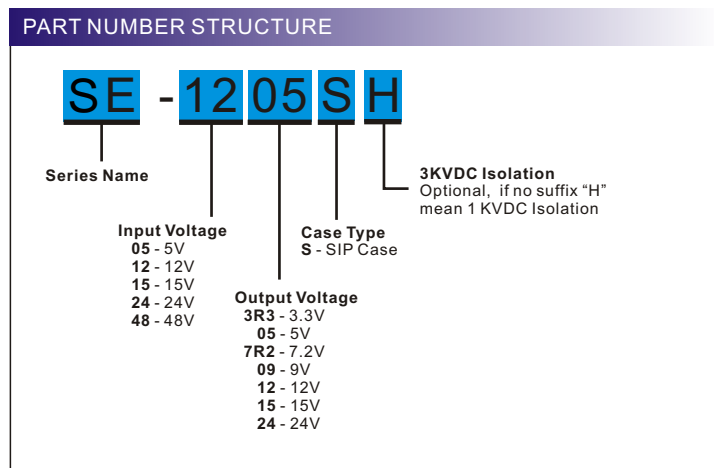 PART NUMBER STRUCTURE
SE - 12 05 S H
Series Name
3KVDC Isolation
Optional, if no suffix “H”
mean 1 KVDC Isolation
Input Voltage
05 - 5V
12 - 12V
15 - 15V
24 - 24V
48 - 48V
Case Type
S - SIP Case
Output Voltage
3R3 - 3.3V
05 - 5V
7R2 - 7.2V
09 - 9V
12 - 12V
15 - 15V
24 - 24V